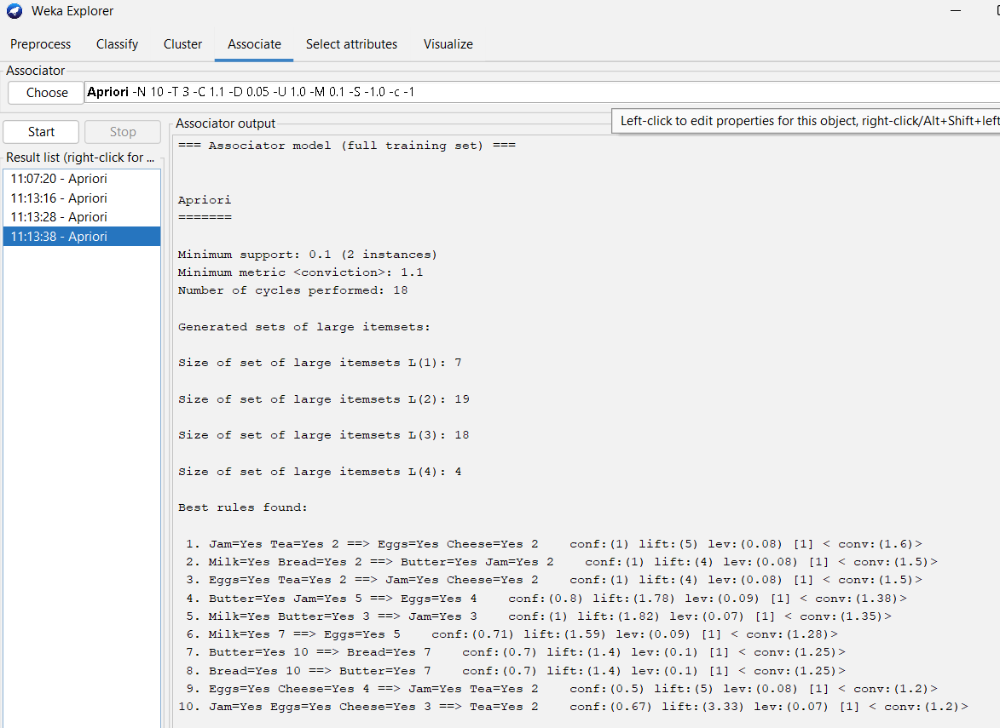 Weka Explorer
Preprocess Classify Cluster Associate Select attributes Visualize
Associator
Choose Apriori -N 10 -T 3 -C 1.1 -D 0.05 -U 1.0 -M 0.1 -S -1.0 -c -1
Left-click to edit properties for this object, right-click/Alt+Shift+left
Start Stop
Result list (right-click for ...
11:07:20 - Apriori
11:13:16 - Apriori
11:13:28 - Apriori
11:13:38 - Apriori
Associator output
=== Associator model (full training set) ===
Apriori
=======
Minimum support: 0.1 (2 instances)
Minimum metric <conviction>: 1.1
Number of cycles performed: 18
Generated sets of large itemsets:
Size of set of large itemsets L(1): 7
Size of set of large itemsets L(2): 19
Size of set of large itemsets L(3): 18
Size of set of large itemsets L(4): 4
Best rules found:
1. Jam=Yes Tea=Yes 2 ==> Eggs=Yes Cheese=Yes 2    conf:(1) lift:(5) lev:(0.08) [1] < conv:(1.6)>
2. Milk=Yes Bread=Yes 2 ==> Butter=Yes Jam=Yes 2    conf:(1) lift:(4) lev:(0.08) [1] < conv:(1.5)>
3. Eggs=Yes Tea=Yes 2 ==> Jam=Yes Cheese=Yes 2    conf:(1) lift:(4) lev:(0.08) [1] < conv:(1.5)>
4. Butter=Yes Jam=Yes 5 ==> Eggs=Yes 4    conf:(0.8) lift:(1.78) lev:(0.09) [1] < conv:(1.38)>
5. Milk=Yes Butter=Yes 3 ==> Jam=Yes 3    conf:(1) lift:(1.82) lev:(0.07) [1] < conv:(1.35)>
6. Milk=Yes 7 ==> Eggs=Yes 5    conf:(0.71) lift:(1.59) lev:(0.09) [1] < conv:(1.28)>
7. Butter=Yes 10 ==> Bread=Yes 7    conf:(0.7) lift:(1.4) lev:(0.1) [1] < conv:(1.25)>
8. Bread=Yes 10 ==> Butter=Yes 7    conf:(0.7) lift:(1.4) lev:(0.1) [1] < conv:(1.25)>
9. Eggs=Yes Cheese=Yes 4 ==> Jam=Yes Tea=Yes 2    conf:(0.5) lift:(5) lev:(0.08) [1] < conv:(1.2)>
10. Jam=Yes Eggs=Yes Cheese=Yes 3 ==> Tea=Yes 2    conf:(0.67) lift:(3.33) lev:(0.07) [1] < conv:(1.2)>